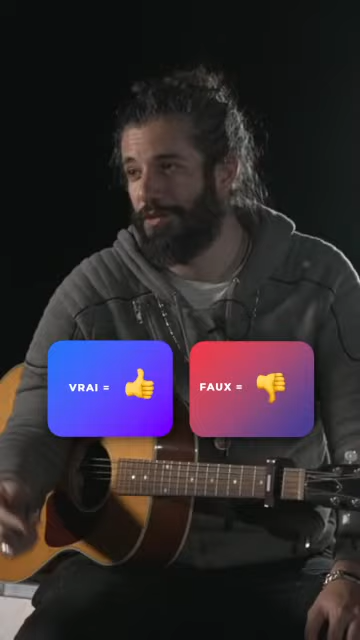 VRAI = 👍
FAUX = 👎